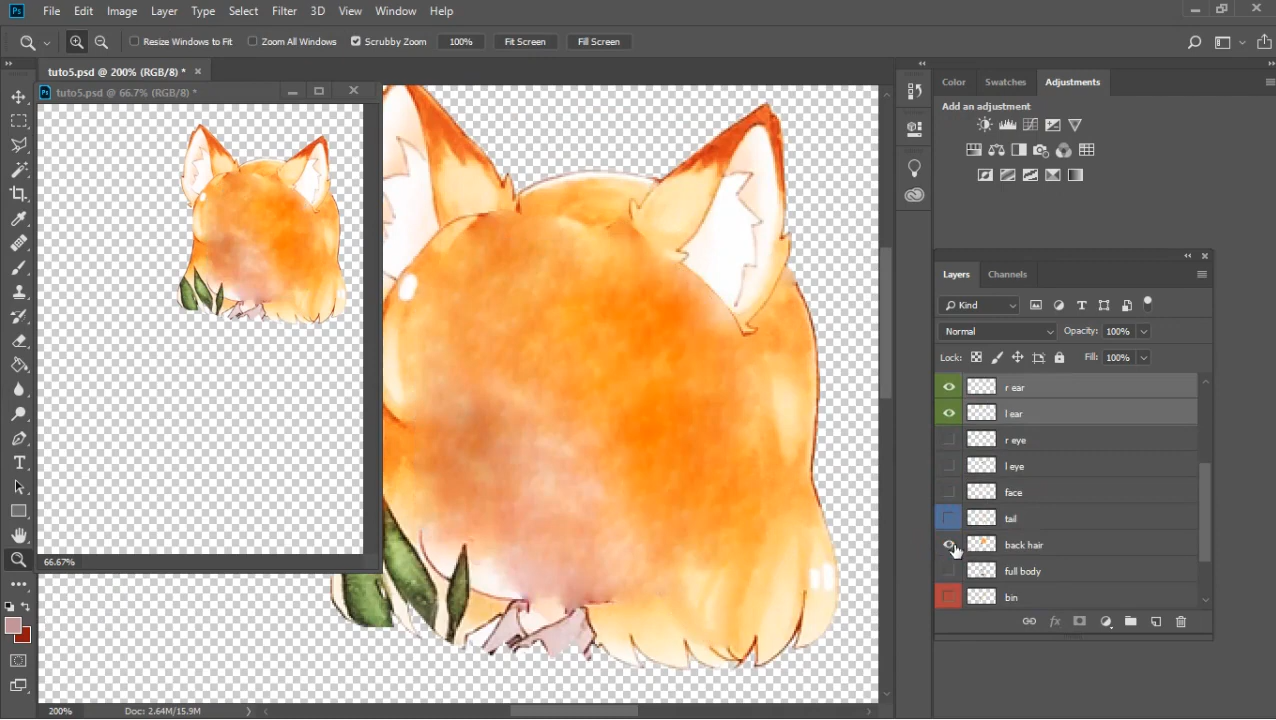 Ps File Edit Image Layer Type Select Filter 3D View Window Help
Resize Windows to Fit Zoom All Windows Scrubby Zoom 100% Fit Screen Fill Screen
tuto5.psd @ 200% (RGB/8) *
Ps tuto5.psd @ 66.7% (RGB/8) *
Color Swatches Adjustments
Add an adjustment
Layers Channels
Kind
Normal Opacity: 100%
Lock: Fill: 100%
r ear
l ear
r eye
l eye
face
tail
back hair
full body
bin
fx
66.67%
200% Doc: 2.64M/15.9M